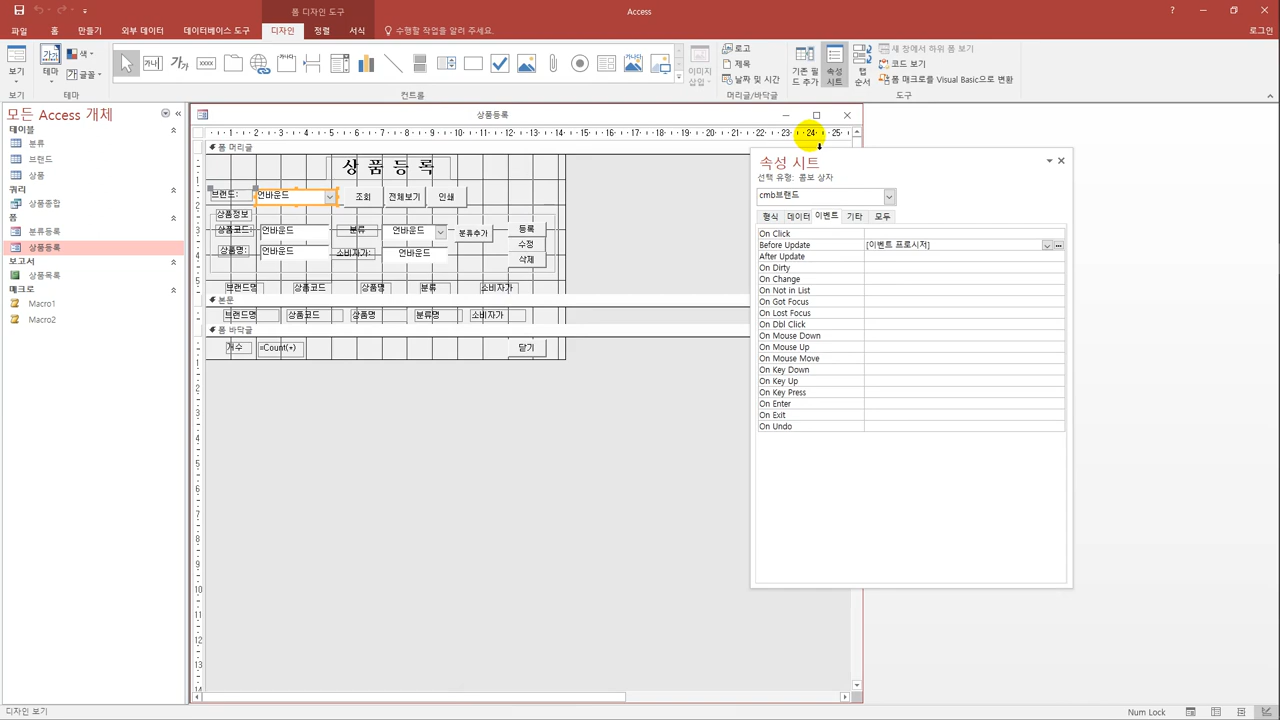 폼 디자인 도구
Access
파일 홈 만들기 외부 데이터 데이터베이스 도구 디자인 정렬 서식 수행할 작업을 알려 주세요. 로그인
보기
테마
색
글꼴
로고
제목
날짜 및 시간
이미지 삽입
기존 필드 추가
속성 시트
탭 순서
새 창에서 하위 폼 보기
코드 보기
폼 매크로를 Visual Basic으로 변환
보기 테마 컨트롤 머리글/바닥글 도구
모든 Access 개체
테이블
분류
브랜드
상품
쿼리
상품종합
폼
분류등록
상품등록
보고서
상품목록
매크로
Macro1
Macro2
상품등록
폼 머리글
상 품 등 록
브랜드: 언바운드 조회 전체보기 인쇄
상품정보
상품코드: 언바운드 분류 언바운드 분류추가 등록
수정
상품명: 언바운드 소비자가: 언바운드 삭제
브랜드명 상품코드 상품명 분류 소비자가
본문
브랜드명 상품코드 상품명 분류명 소비자가
폼 바닥글
개수 =Count(*) 닫기
속성 시트
선택 유형: 콤보 상자
cmb브랜드
형식 데이터 이벤트 기타 모두
On Click
Before Update [이벤트 프로시저]
After Update
On Dirty
On Change
On Not in List
On Got Focus
On Lost Focus
On Dbl Click
On Mouse Down
On Mouse Up
On Mouse Move
On Key Down
On Key Up
On Key Press
On Enter
On Exit
On Undo
디자인 보기
Num Lock